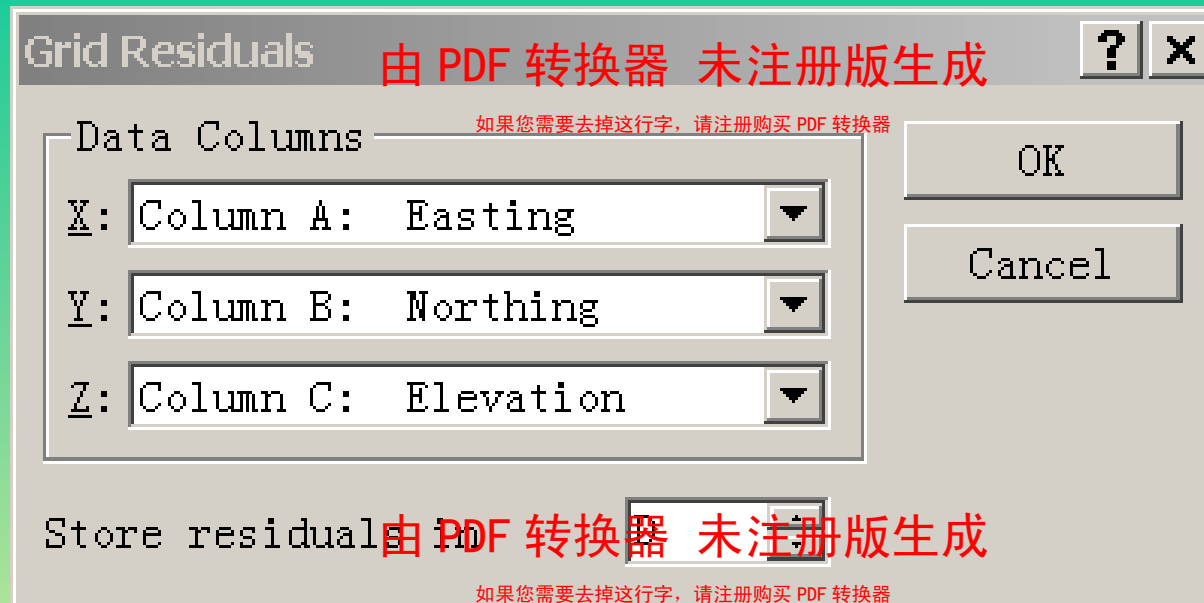 Grid Residuals
由 PDF 转换器 未注册版生成
? ×
如果您需要去掉这行字，请注册购买 PDF 转换器
Data Columns
OK
X: Column A: Easting
Cancel
Y: Column B: Northing
Z: Column C: Elevation
Store residuals in
由 PDF 转换器 未注册版生成
如果您需要去掉这行字，请注册购买 PDF 转换器